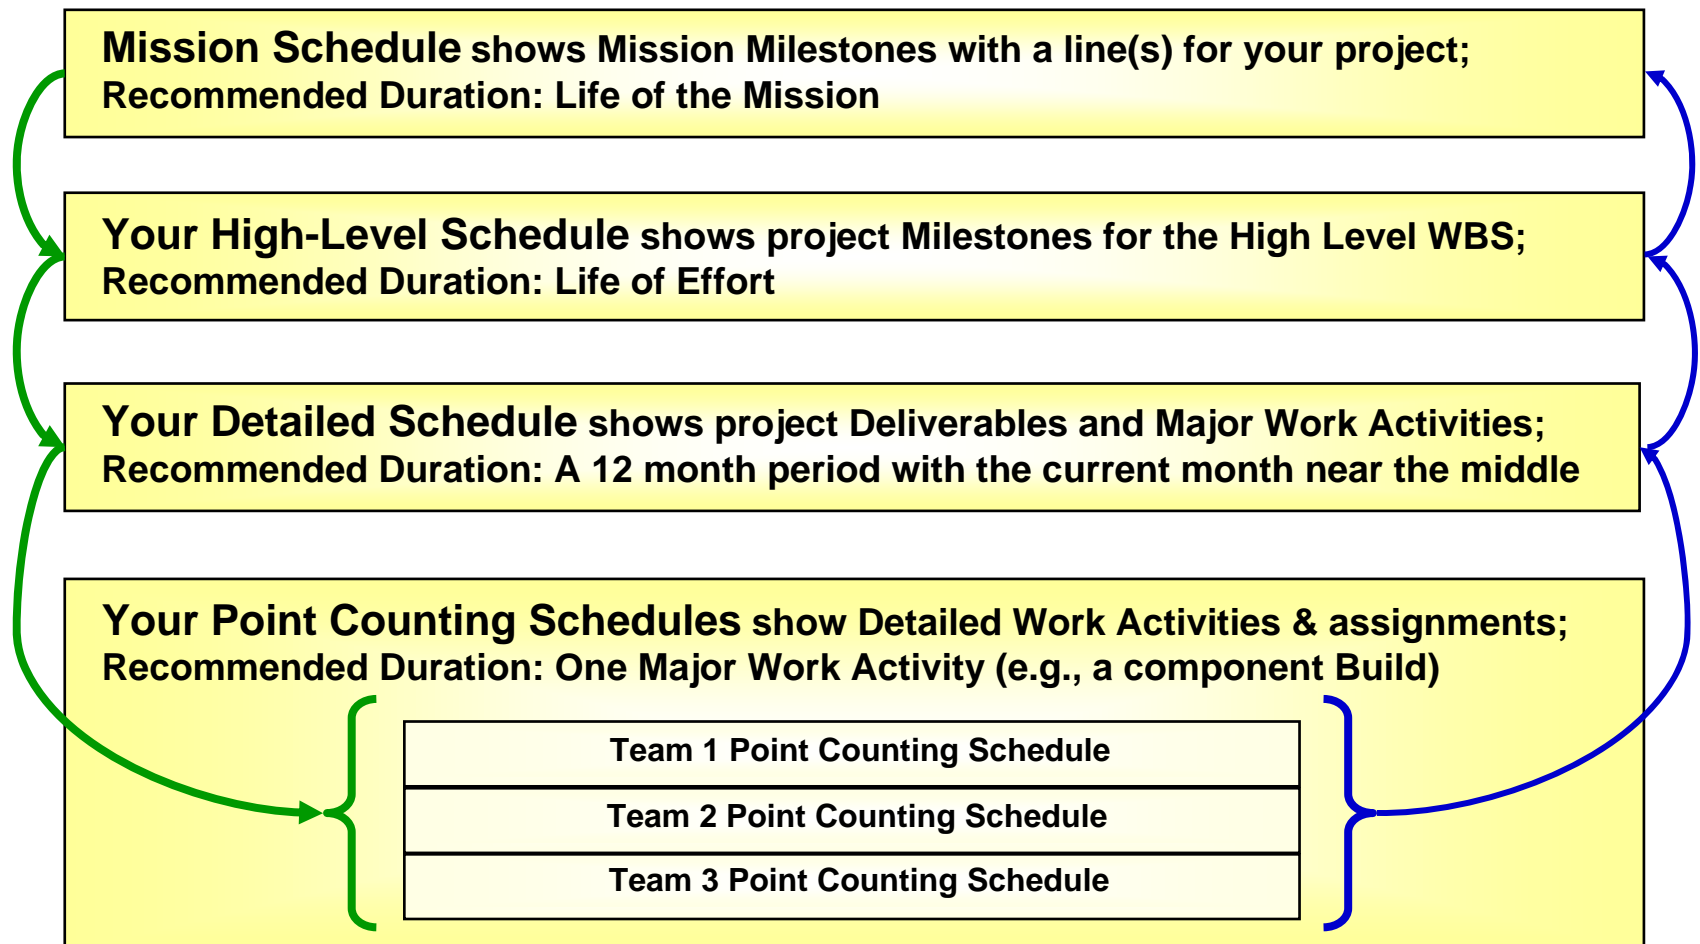 Mission Schedule shows Mission Milestones with a line(s) for your project;
Recommended Duration: Life of the Mission
Your High-Level Schedule shows project Milestones for the High Level WBS;
Recommended Duration: Life of Effort
Your Detailed Schedule shows project Deliverables and Major Work Activities;
Recommended Duration: A 12 month period with the current month near the middle
Your Point Counting Schedules show Detailed Work Activities & assignments;
Recommended Duration: One Major Work Activity (e.g., a component Build)
Team 1 Point Counting Schedule
Team 2 Point Counting Schedule
Team 3 Point Counting Schedule